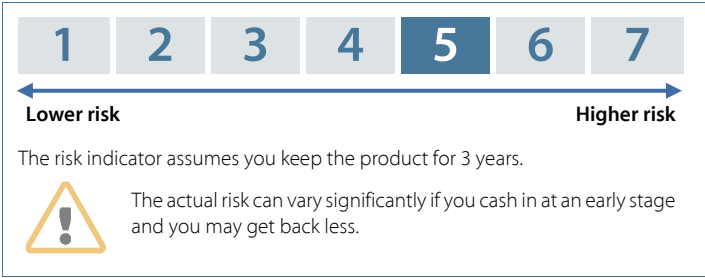 1 2 3 4 5 6 7
Lower risk Higher risk
The risk indicator assumes you keep the product for 3 years.
The actual risk can vary significantly if you cash in at an early stage
and you may get back less.